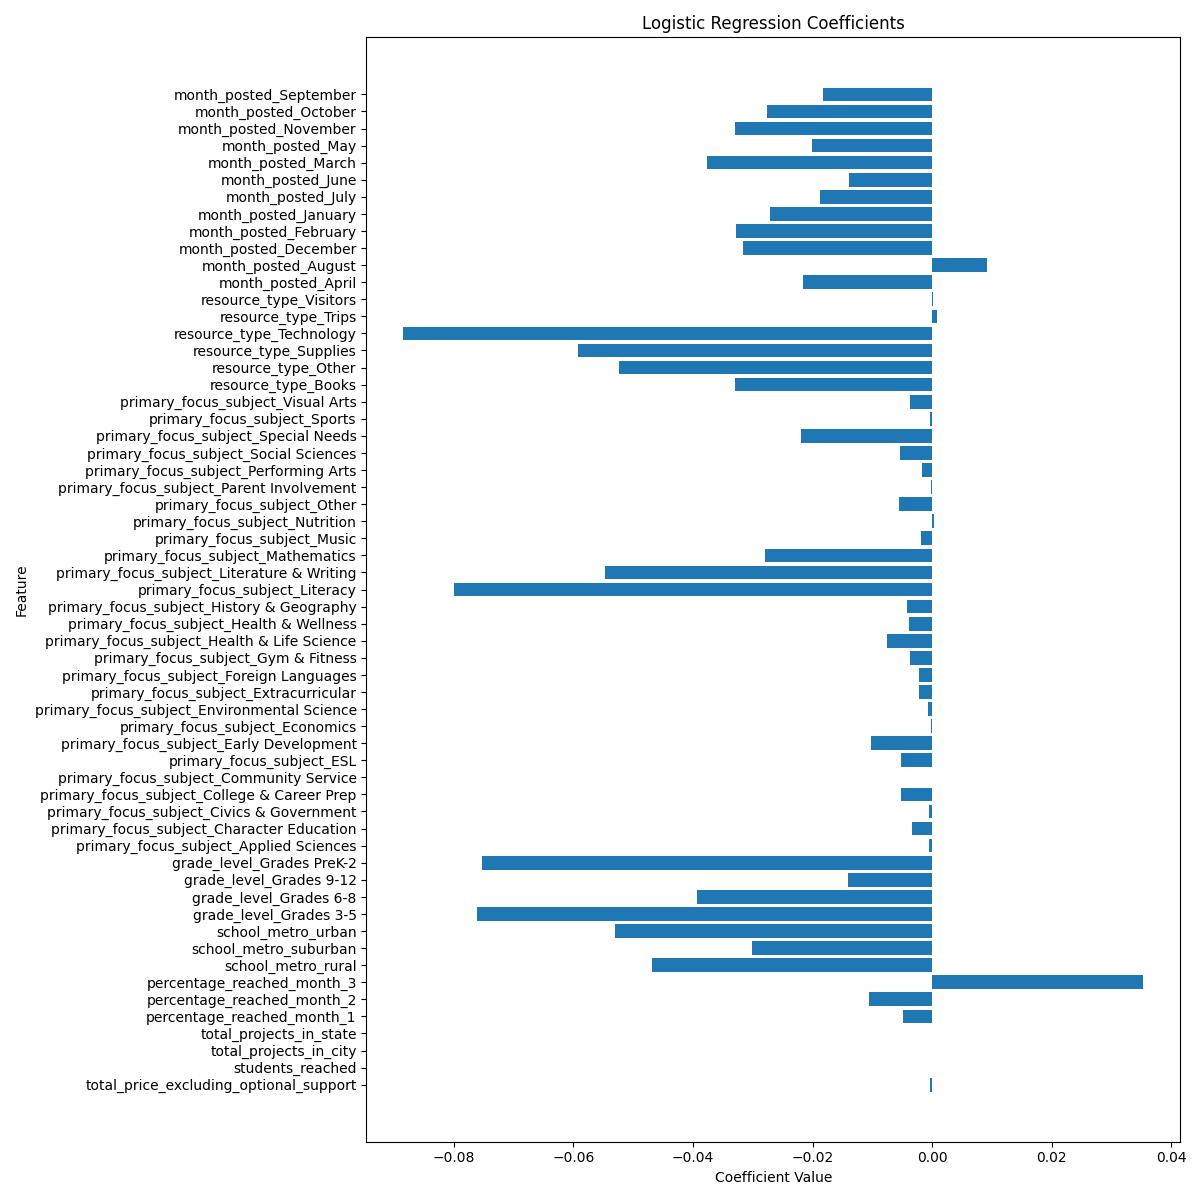 Logistic Regression Coefficients
month_posted_September
month_posted_October
month_posted_November
month_posted_May
month_posted_March
month_posted_June
month_posted_July
month_posted_January
month_posted_February
month_posted_December
month_posted_August
month_posted_April
resource_type_Visitors
resource_type_Trips
resource_type_Technology
resource_type_Supplies
resource_type_Other
resource_type_Books
primary_focus_subject_Visual Arts
primary_focus_subject_Sports
primary_focus_subject_Special Needs
primary_focus_subject_Social Sciences
primary_focus_subject_Performing Arts
primary_focus_subject_Parent Involvement
primary_focus_subject_Other
primary_focus_subject_Nutrition
primary_focus_subject_Music
primary_focus_subject_Mathematics
primary_focus_subject_Literature & Writing
primary_focus_subject_Literacy
primary_focus_subject_History & Geography
primary_focus_subject_Health & Wellness
primary_focus_subject_Health & Life Science
primary_focus_subject_Gym & Fitness
primary_focus_subject_Foreign Languages
primary_focus_subject_Extracurricular
primary_focus_subject_Environmental Science
primary_focus_subject_Economics
primary_focus_subject_Early Development
primary_focus_subject_ESL
primary_focus_subject_Community Service
primary_focus_subject_College & Career Prep
primary_focus_subject_Civics & Government
primary_focus_subject_Character Education
primary_focus_subject_Applied Sciences
grade_level_Grades PreK-2
grade_level_Grades 9-12
grade_level_Grades 6-8
grade_level_Grades 3-5
school_metro_urban
school_metro_suburban
school_metro_rural
percentage_reached_month_3
percentage_reached_month_2
percentage_reached_month_1
total_projects_in_state
total_projects_in_city
students_reached
total_price_excluding_optional_support
Feature
−0.08 −0.06 −0.04 −0.02 0.00 0.02 0.04
Coefficient Value